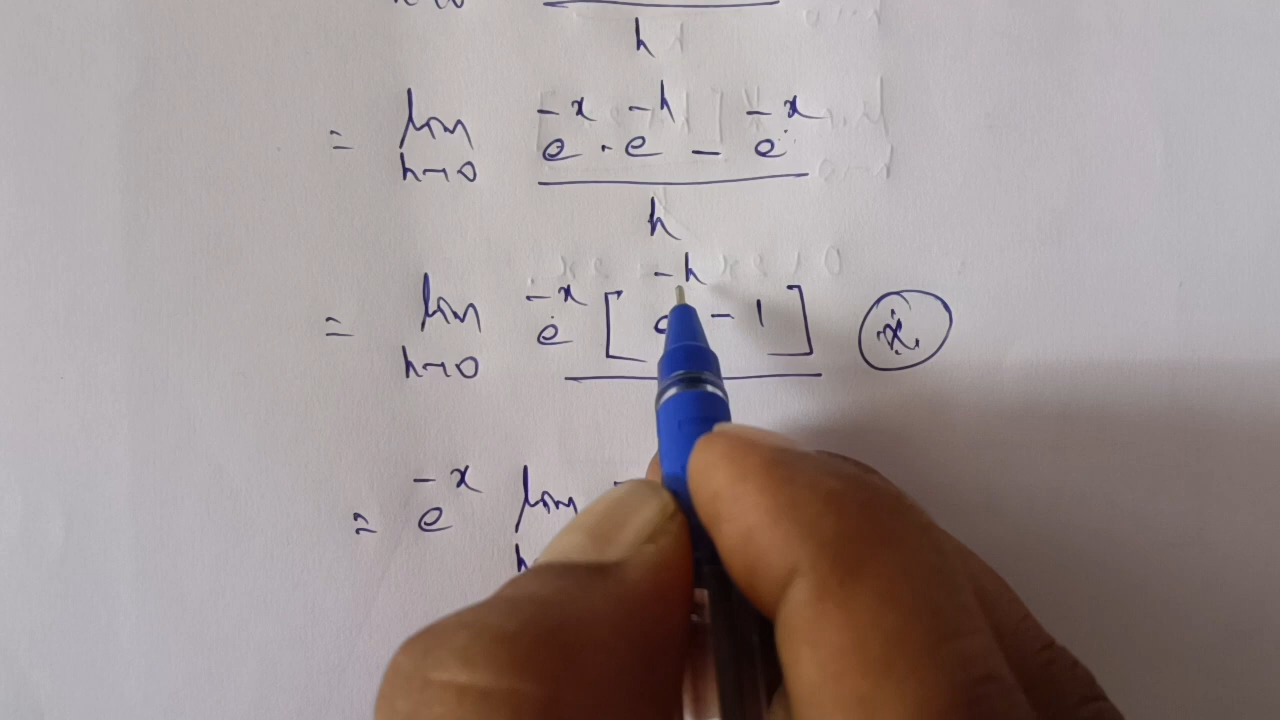 h
= lim e^-x . e^-h - e^-x
h→0
h
= lim e^-x [ e^-h - 1 ] x
h→0
= e^-x lim
h